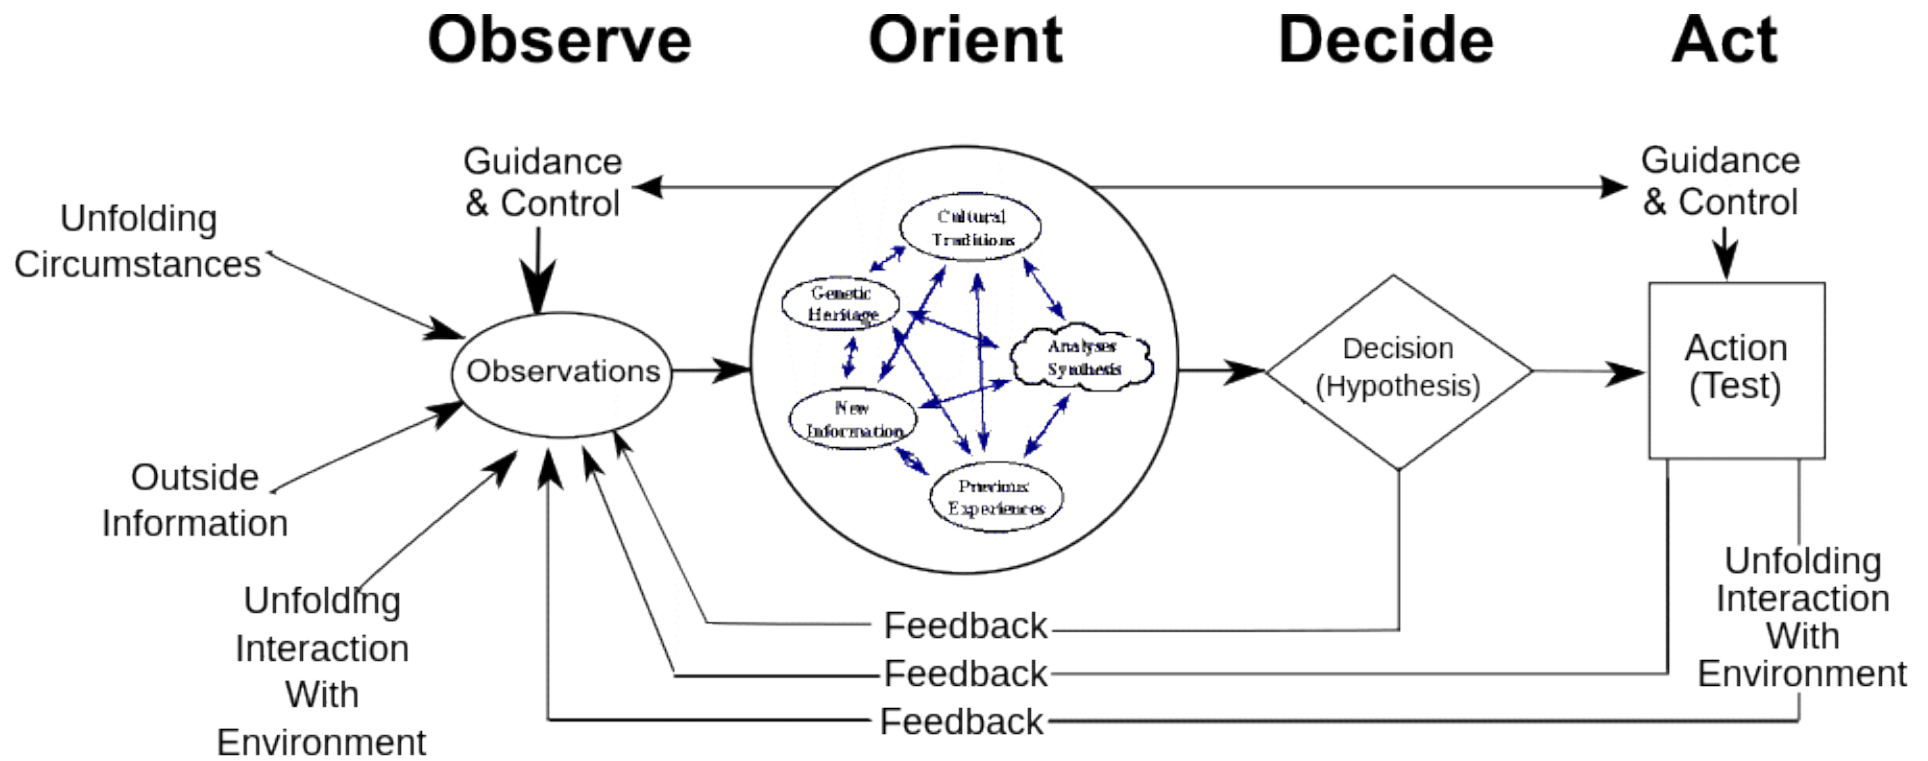 Observe
Orient
Decide
Act
Guidance
& Control
Guidance
& Control
Unfolding
Circumstances
Cultural
Traditions
Genetic
Heritage
Analyses
Synthesis
New
Information
Previous
Experiences
Observations
Decision
(Hypothesis)
Action
(Test)
Outside
Information
Unfolding
Interaction
With
Environment
Feedback
Feedback
Feedback
Unfolding
Interaction
With
Environment